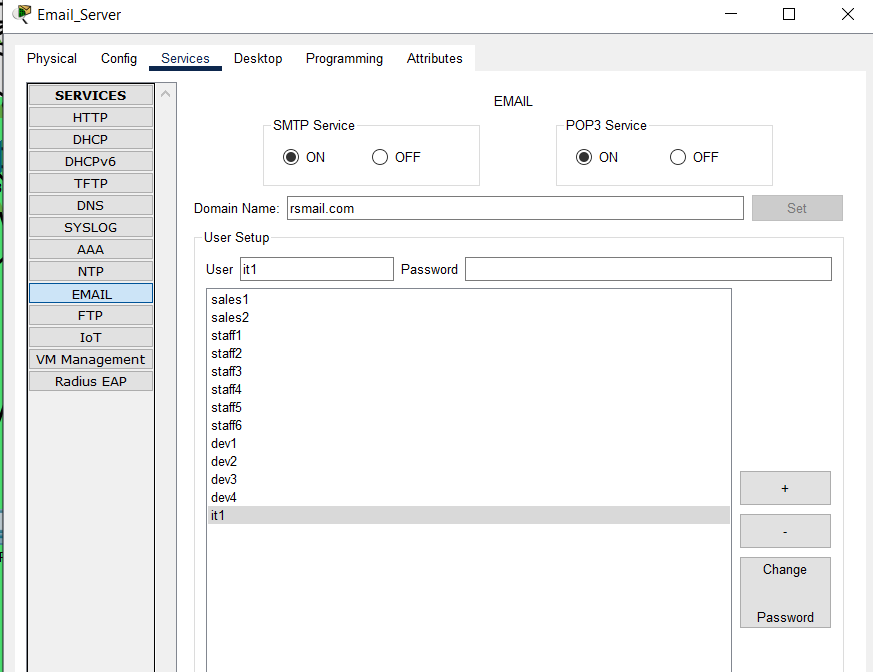 Email_Server
Physical Config Services Desktop Programming Attributes
SERVICES
HTTP
DHCP
DHCPv6
TFTP
DNS
SYSLOG
AAA
NTP
EMAIL
FTP
IoT
VM Management
Radius EAP
EMAIL
SMTP Service
ON OFF
POP3 Service
ON OFF
Domain Name: rsmail.com Set
User Setup
User it1 Password
sales1
sales2
staff1
staff2
staff3
staff4
staff5
staff6
dev1
dev2
dev3
dev4
it1
+
-
Change
Password